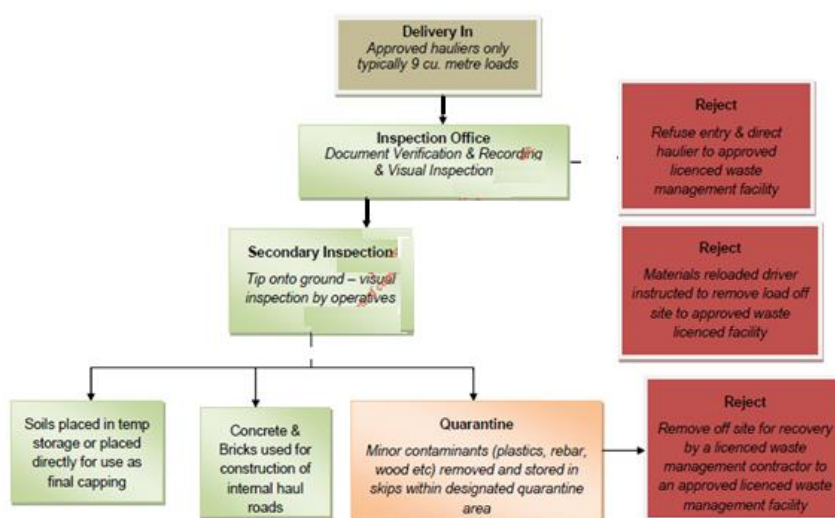 Delivery In
Approved hauliers only
typically 9 cu. metre loads
Inspection Office
Document Verification & Recording
& Visual Inspection
Reject
Refuse entry & direct
haulier to approved
licenced waste
management facility
Secondary Inspection
Tip onto ground – visual
inspection by operatives
Reject
Materials reloaded driver
instructed to remove load off
site to approved waste
licenced facility
Soils placed in temp
storage or placed
directly for use as
final capping
Concrete &
Bricks used for
construction of
internal haul
roads
Quarantine
Minor contaminants (plastics, rebar,
wood etc) removed and stored in
skips within designated quarantine
area
Reject
Remove off site for recovery
by a licenced waste
management contractor to
an approved licenced waste
management facility